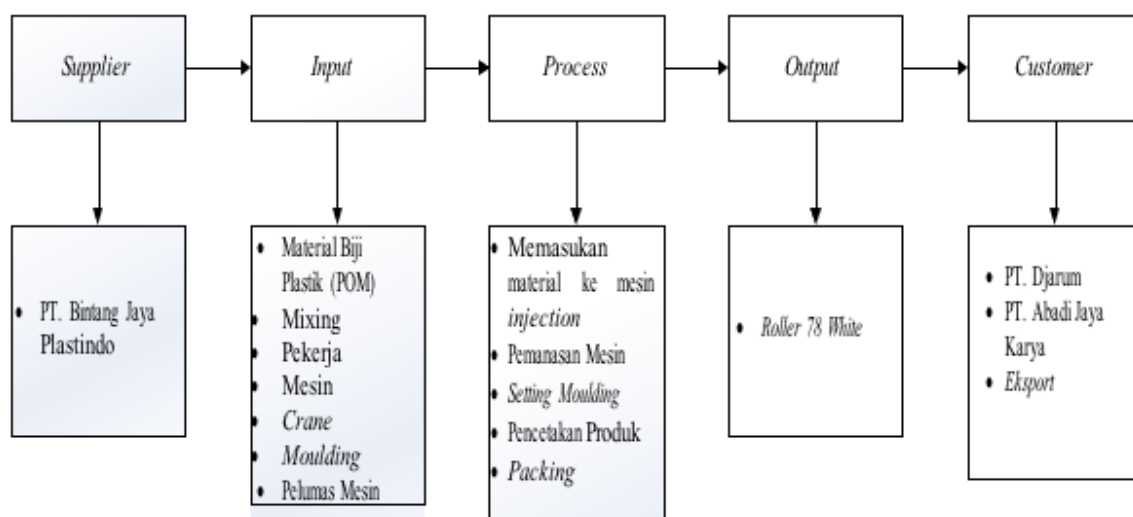 Supplier
Input
Process
Output
Customer
• PT. Bintang Jaya
Plastindo
• Material Biji
Plastik (POM)
• Mixing
• Pekerja
• Mesin
• Crane
• Moulding
• Pelumas Mesin
• Memasukan
material ke mesin
injection
• Pemanasan Mesin
• Setting Moulding
• Pencetakan Produk
• Packing
• Roller 78 White
• PT. Djarum
• PT. Abadi Jaya
Karya
• Eksport